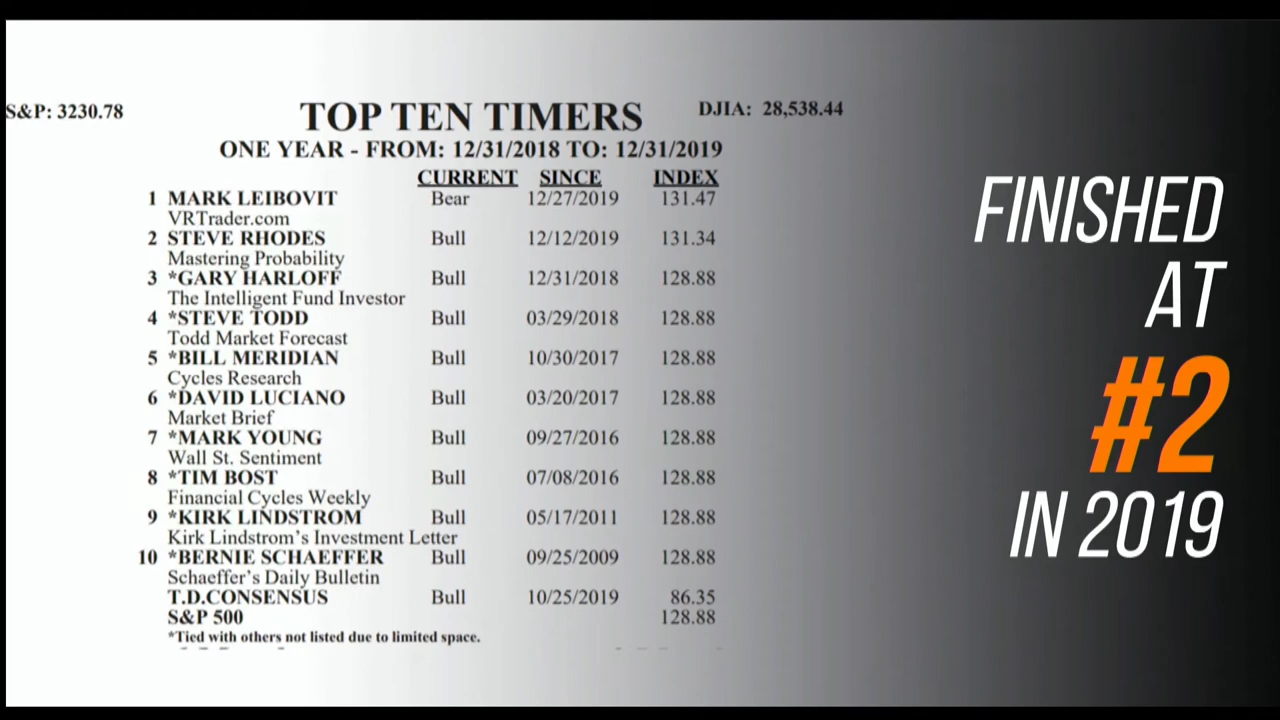 S&P: 3230.78
TOP TEN TIMERS
DJIA: 28,538.44
ONE YEAR - FROM: 12/31/2018 TO: 12/31/2019
CURRENT SINCE INDEX
1 MARK LEIBOVIT Bear 12/27/2019 131.47
VRTrader.com
2 STEVE RHODES Bull 12/12/2019 131.34
Mastering Probability
3 *GARY HARLOFF Bull 12/31/2018 128.88
The Intelligent Fund Investor
4 *STEVE TODD Bull 03/29/2018 128.88
Todd Market Forecast
5 *BILL MERIDIAN Bull 10/30/2017 128.88
Cycles Research
6 *DAVID LUCIANO Bull 03/20/2017 128.88
Market Brief
7 *MARK YOUNG Bull 09/27/2016 128.88
Wall St. Sentiment
8 *TIM BOST Bull 07/08/2016 128.88
Financial Cycles Weekly
9 *KIRK LINDSTROM Bull 05/17/2011 128.88
Kirk Lindstrom's Investment Letter
10 *BERNIE SCHAEFFER Bull 09/25/2009 128.88
Schaeffer's Daily Bulletin
T.D.CONSENSUS Bull 10/25/2019 86.35
S&P 500 128.88
*Tied with others not listed due to limited space.
FINISHED
AT
#2
IN 2019